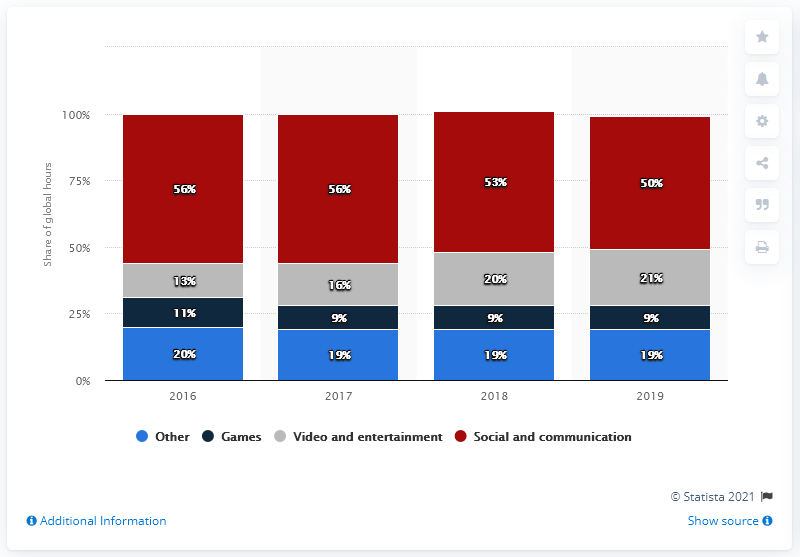 100%
75%
50%
25%
0%
Share of global hours
56% 56% 53% 50%
13% 16% 20% 21%
11% 9% 9% 9%
20% 19% 19% 19%
2016 2017 2018 2019
Other Games Video and entertainment Social and communication
© Statista 2021
Additional Information Show source